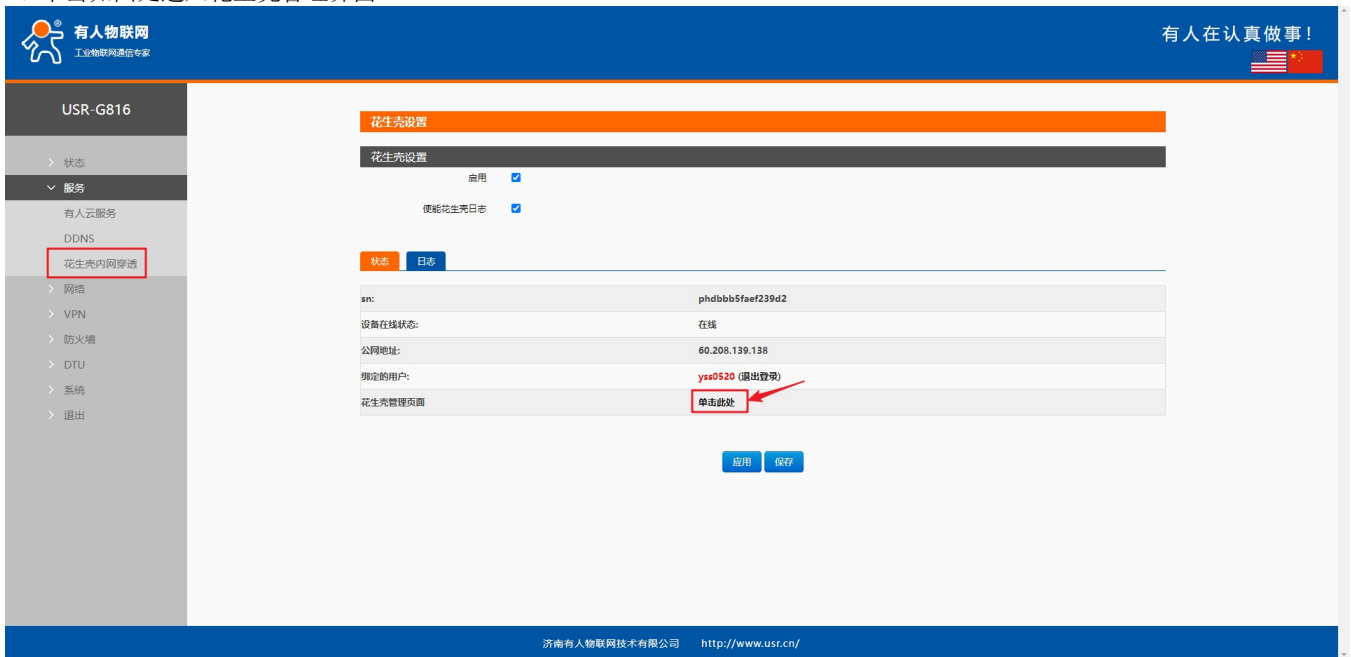 有人物联网
工业物联网通信专家
有人在认真做事！
USR-G816
状态
服务
有人云服务
DDNS
花生壳内网穿透
网络
VPN
防火墙
DTU
系统
退出
花生壳设置
花生壳设置
启用
使能花生壳日志
状态 日志
sn: phdbbb5faef239d2
设备在线状态: 在线
公网地址: 60.208.139.138
绑定的用户: yss0520 (退出登录)
花生壳管理页面 单击此处
应用 保存
济南有人物联网技术有限公司 http://www.usr.cn/